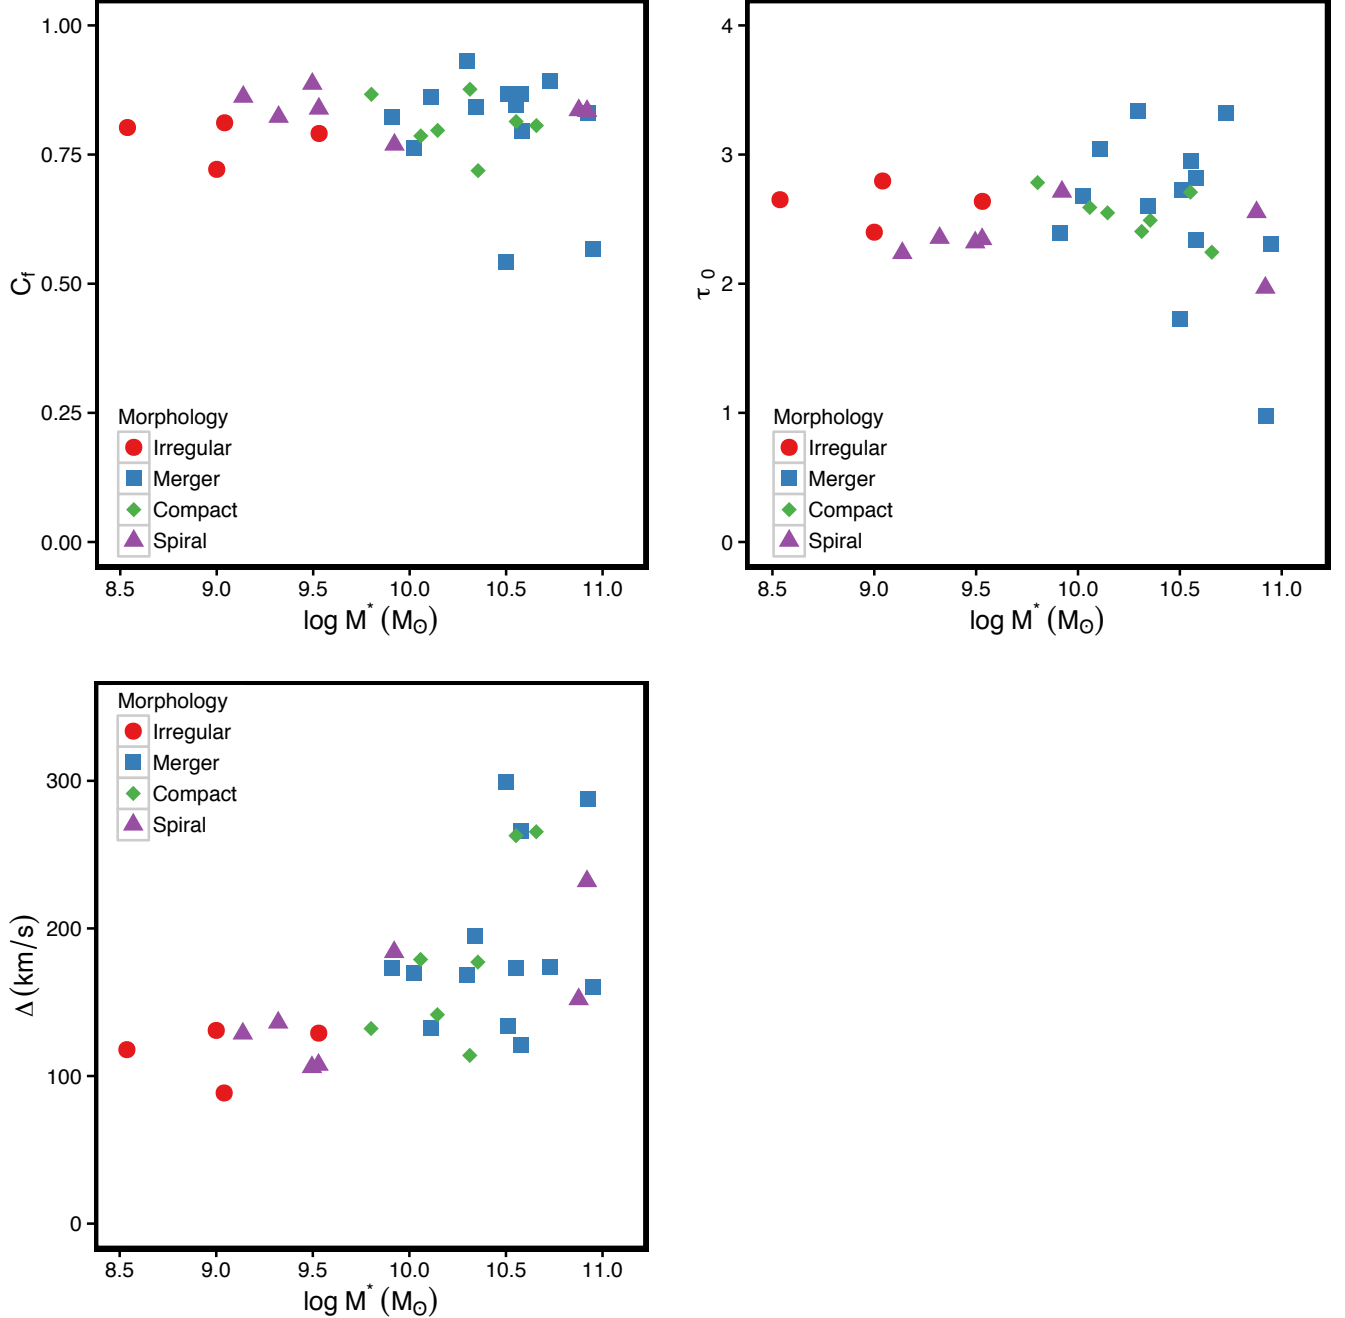 1.00
0.75
0.50
0.25
0.00
C_f
Morphology
Irregular
Merger
Compact
Spiral
8.5 9.0 9.5 10.0 10.5 11.0
log M* (M⊙)
4
3
2
1
0
τ 0
Morphology
Irregular
Merger
Compact
Spiral
8.5 9.0 9.5 10.0 10.5 11.0
log M* (M⊙)
Morphology
Irregular
Merger
Compact
Spiral
300
200
100
0
Δ (km/s)
8.5 9.0 9.5 10.0 10.5 11.0
log M* (M⊙)